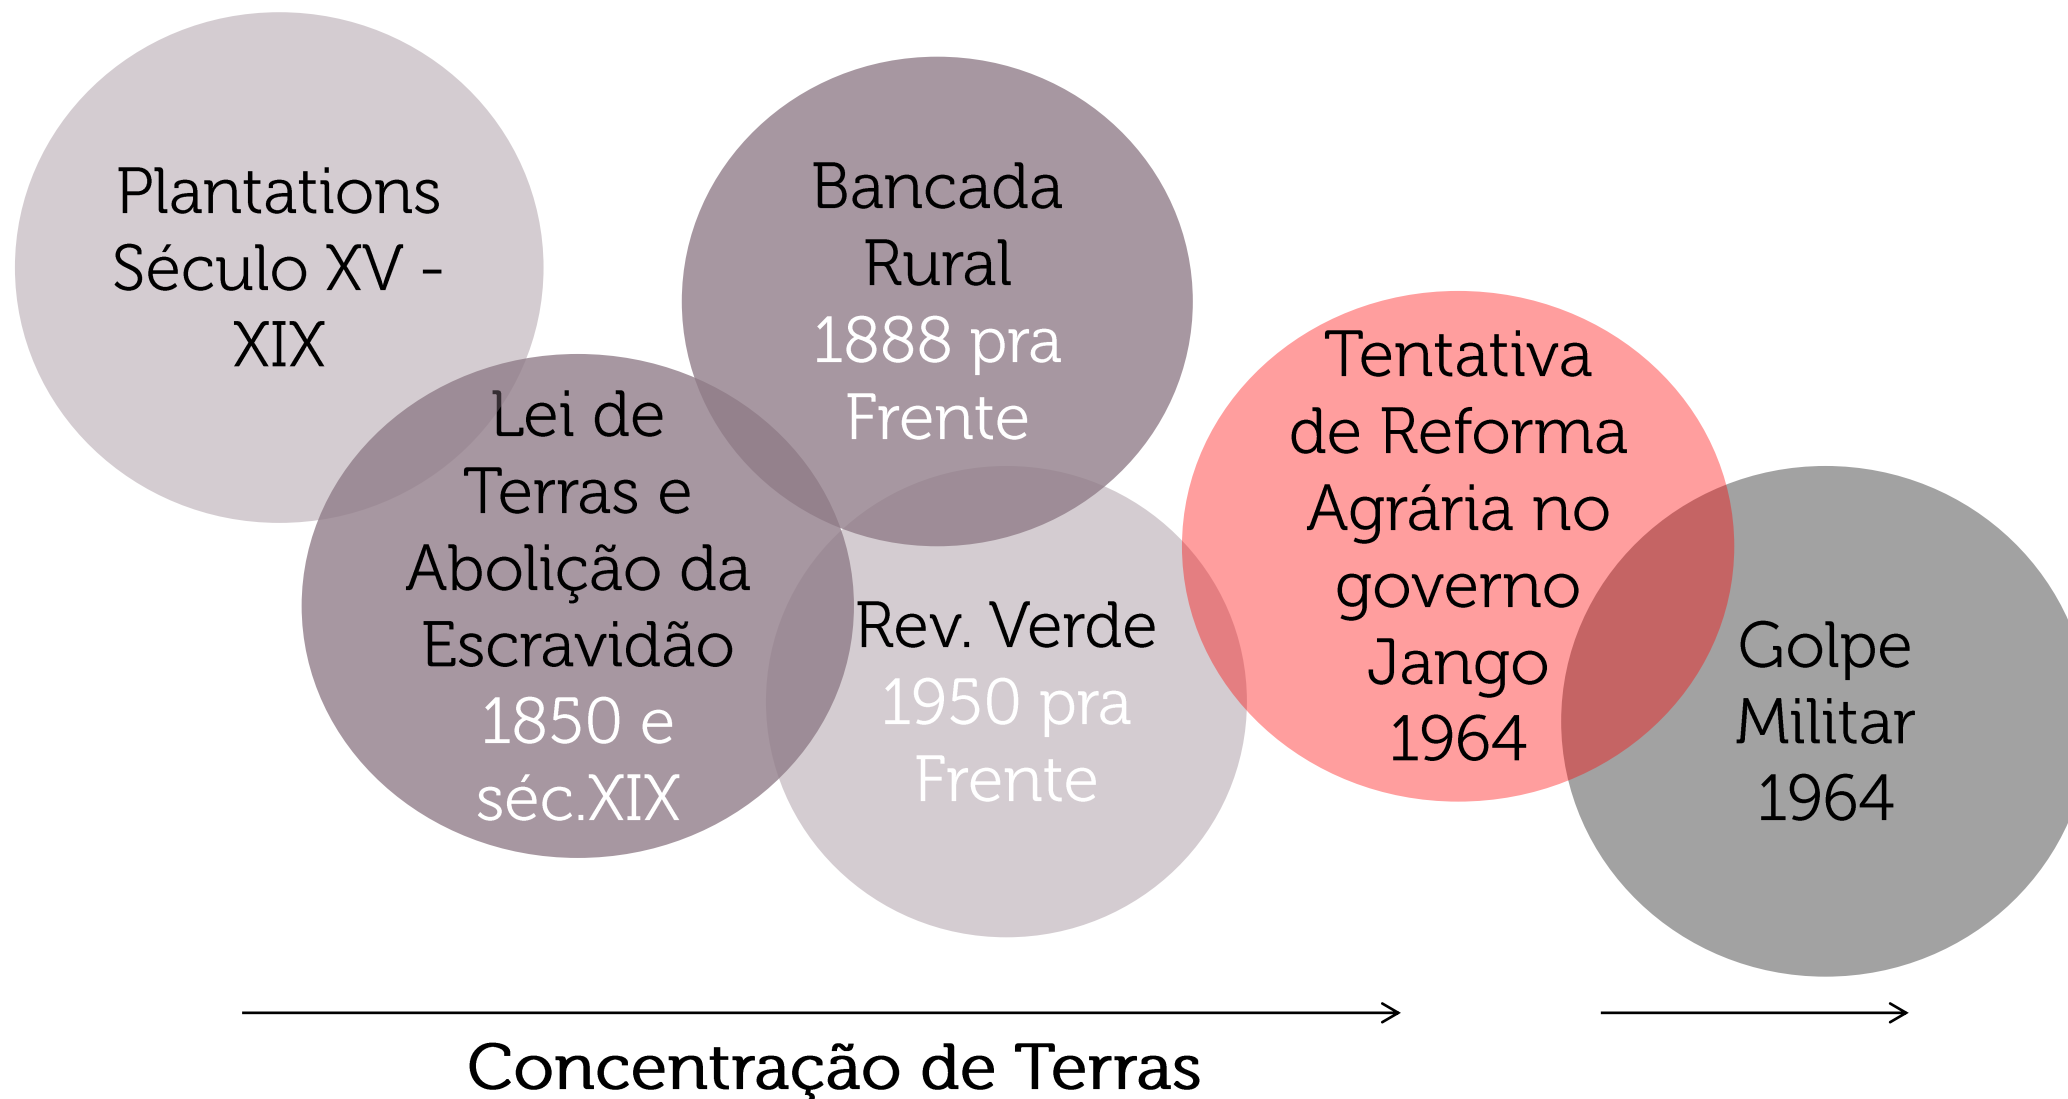 Plantations
Século XV -
XIX
Lei de
Terras e
Abolição da
Escravidão
1850 e
séc.XIX
Bancada
Rural
1888 pra
Frente
Rev. Verde
1950 pra
Frente
Tentativa
de Reforma
Agrária no
governo
Jango
1964
Golpe
Militar
1964
Concentração de Terras